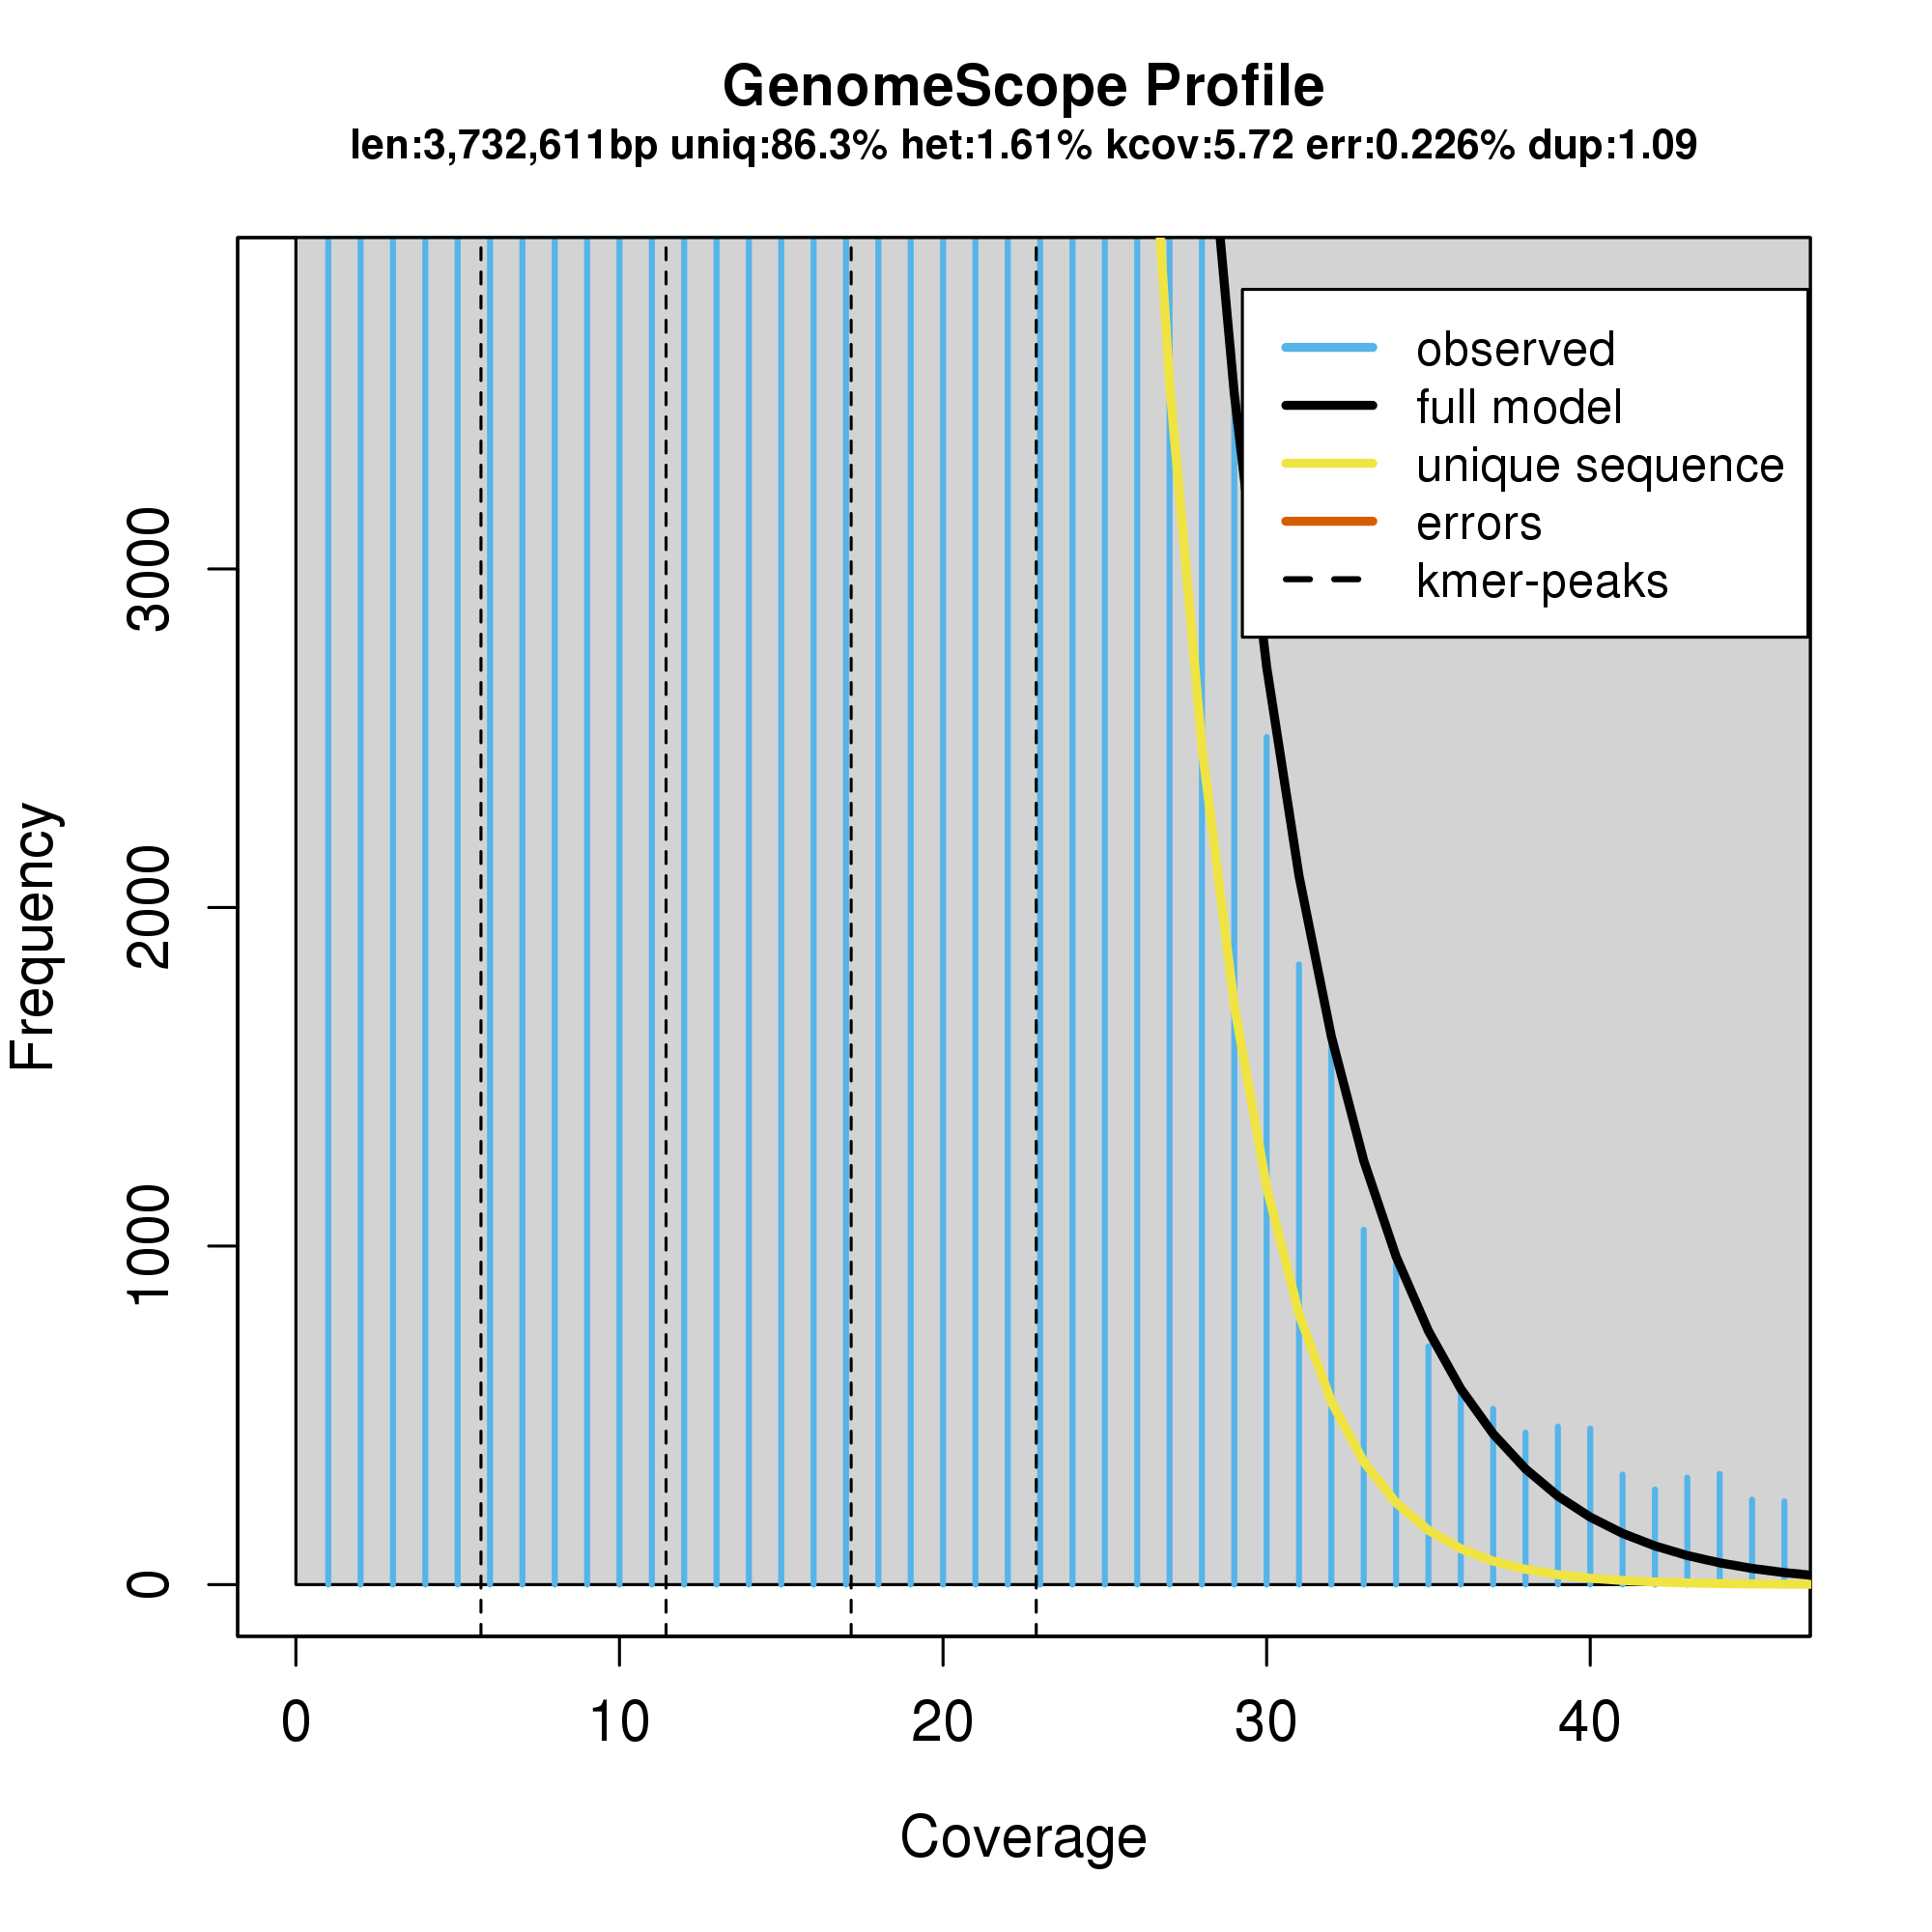 GenomeScope Profile
len:3,732,611bp uniq:86.3% het:1.61% kcov:5.72 err:0.226% dup:1.09
observed
full model
unique sequence
errors
kmer-peaks
Frequency
3000
2000
1000
0
0 10 20 30 40
Coverage